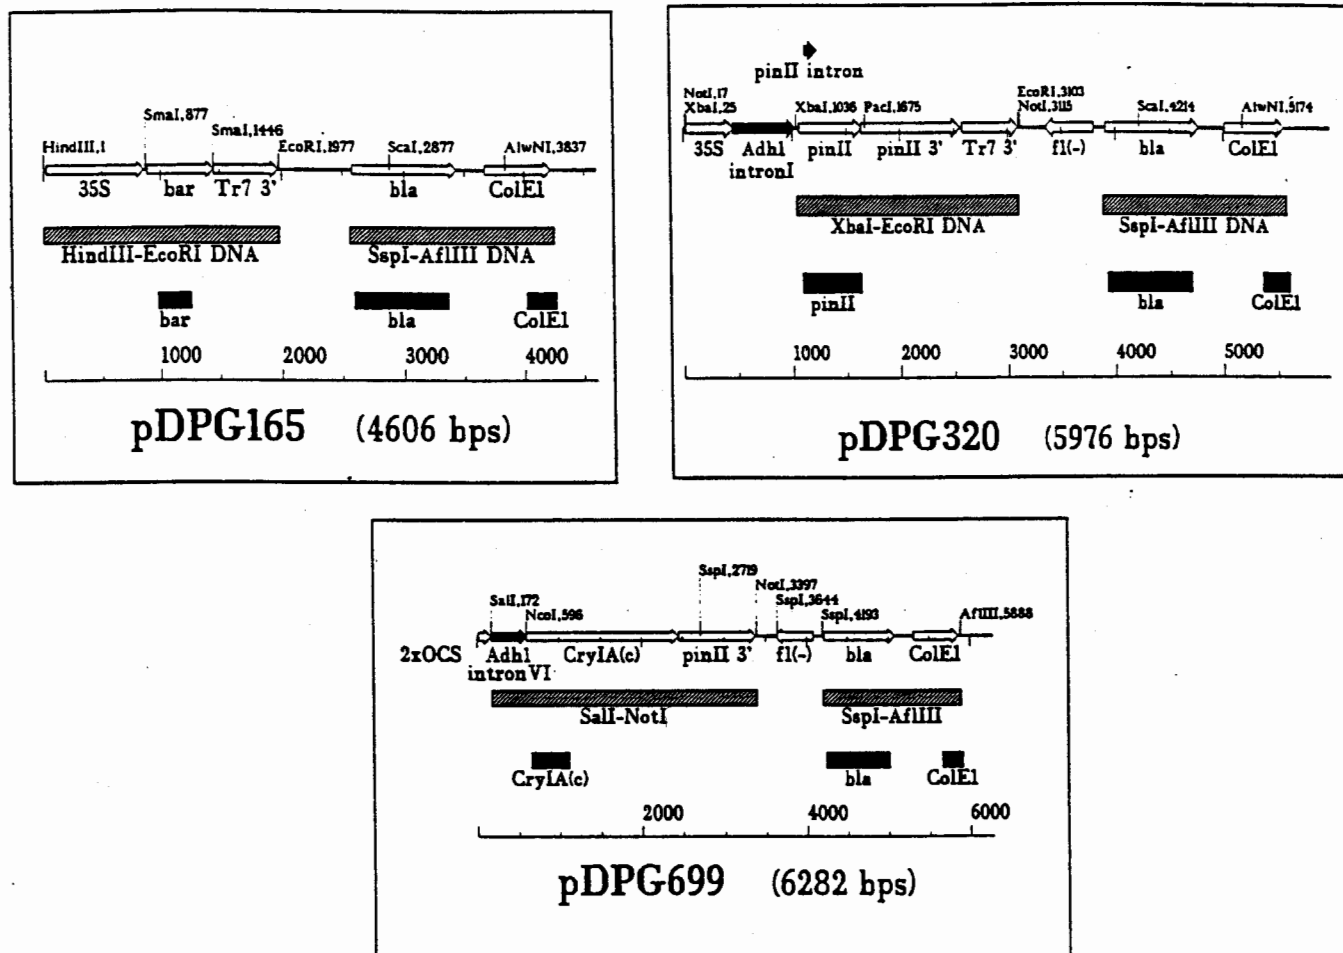 SmaI,877
SmaI,1446
HindIII,1
EcoRI,1977
ScaI,2877
AlwNI,3837
35S
bar
Tr7 3'
bla
ColE1
HindIII-EcoRI DNA
SspI-AflIII DNA
bar
bla
ColE1
1000 2000 3000 4000
pDPG165 (4606 bps)
pinII intron
NotI,17
XbaI,25
XbaI,1036
PacI,1675
EcoRI,3103
NotI,3115
ScaI,4214
AlwNI,5174
35S
Adh1
intronI
pinII
pinII 3'
Tr7 3'
f1(-)
bla
ColE1
XbaI-EcoRI DNA
SspI-AflIII DNA
pinII
bla
ColE1
1000 2000 3000 4000 5000
pDPG320 (5976 bps)
SspI,2719
NotI,3397
SspI,3644
SalI,172
NcoI,596
SspI,4193
AflIII,5888
2xOCS
Adh1
intronVI
CryIA(c)
pinII 3'
f1(-)
bla
ColE1
SalI-NotI
SspI-AflIII
CryIA(c)
bla
ColE1
2000 4000 6000
pDPG699 (6282 bps)